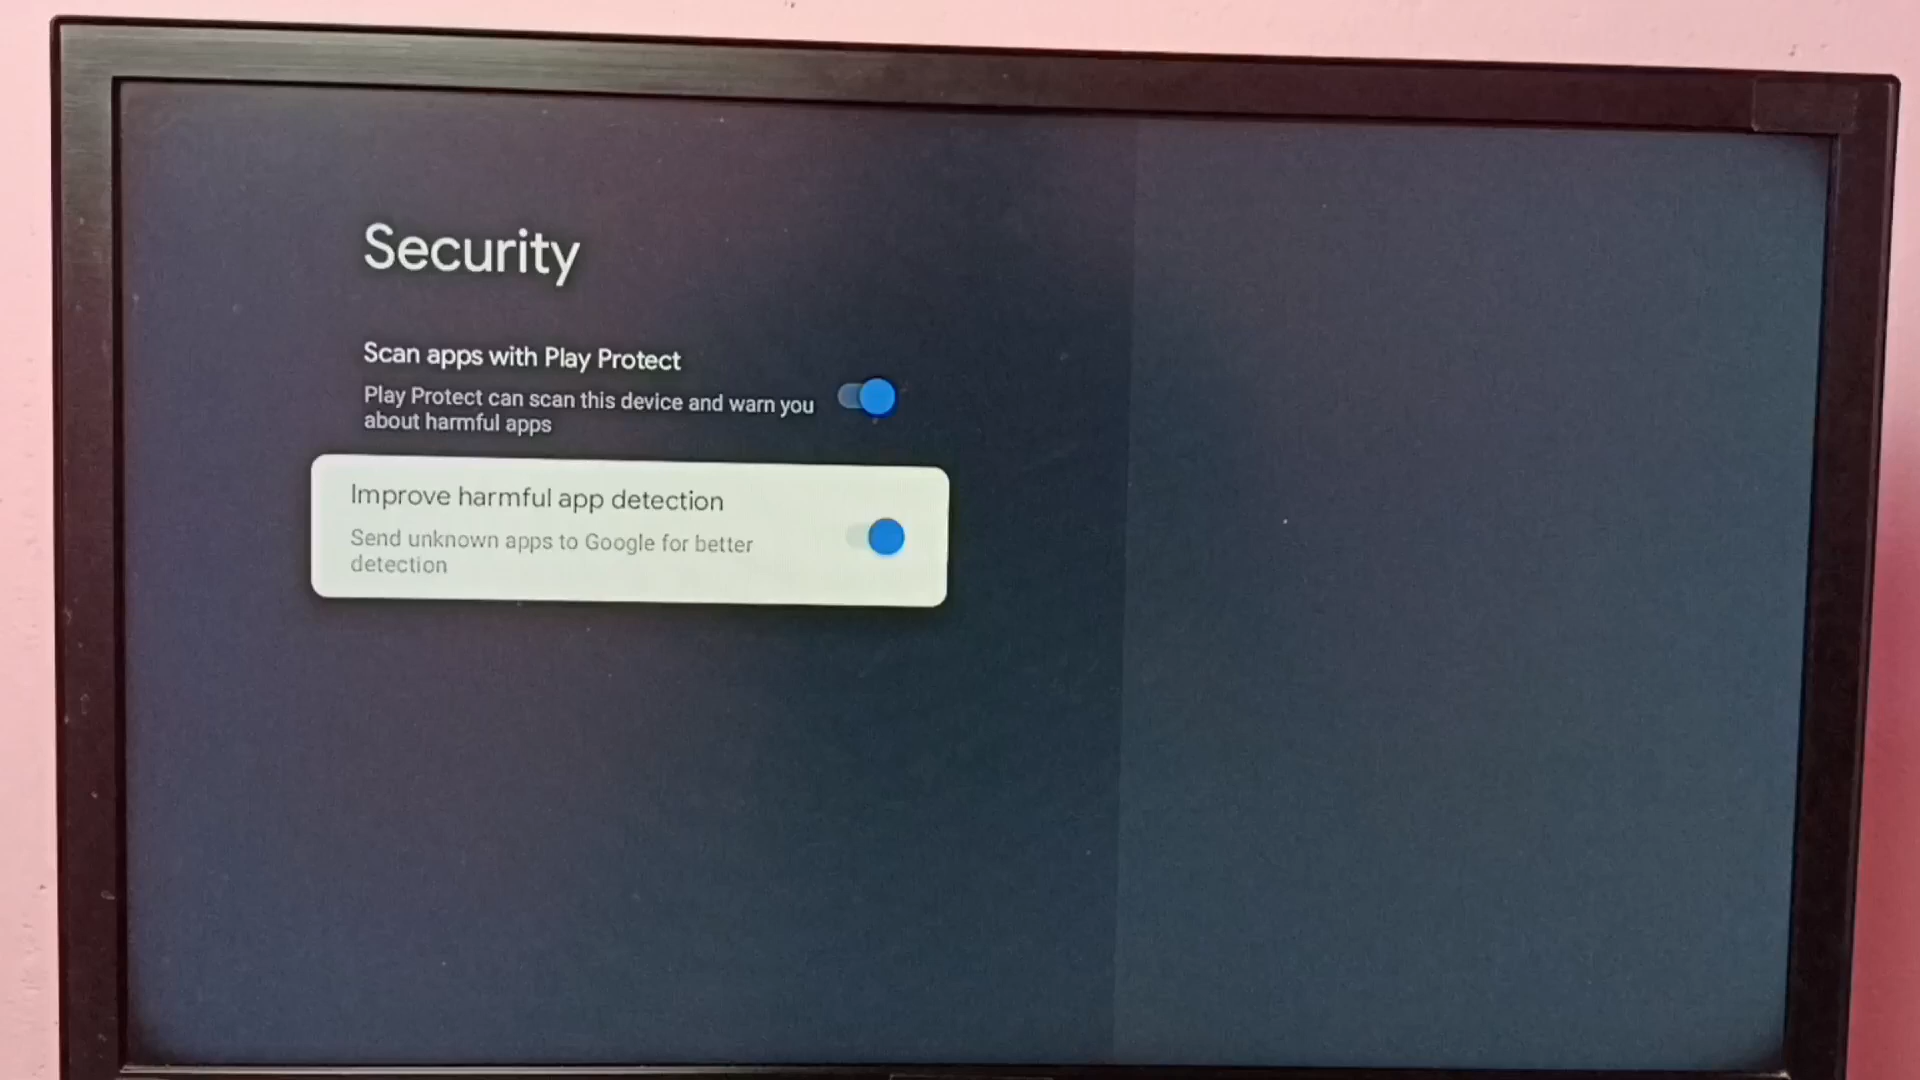 Security
Scan apps with Play Protect
Play Protect can scan this device and warn you
about harmful apps
Improve harmful app detection
Send unknown apps to Google for better
detection